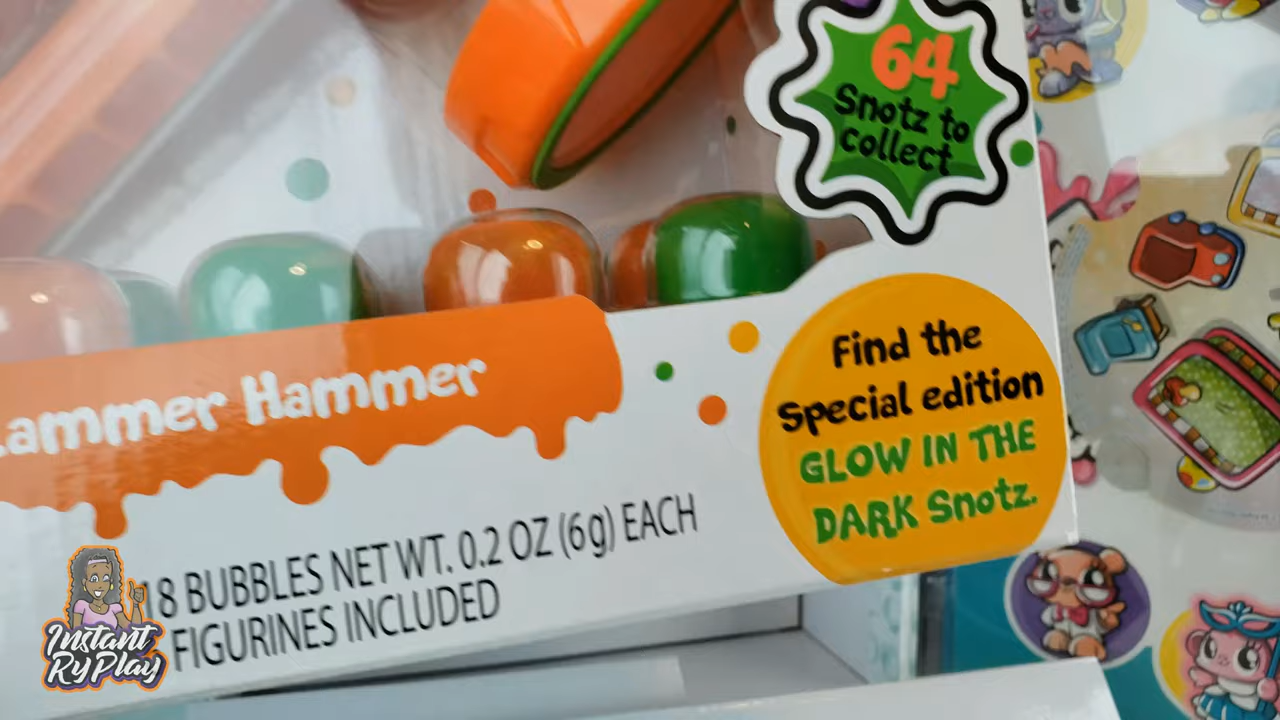 64
Snotz to
collect
Find the
Special edition
GLOW IN THE
DARK Snotz.
ammer Hammer
18 BUBBLES NET WT. 0.2 OZ (6g) EACH
FIGURINES INCLUDED
Instant
RyPlay